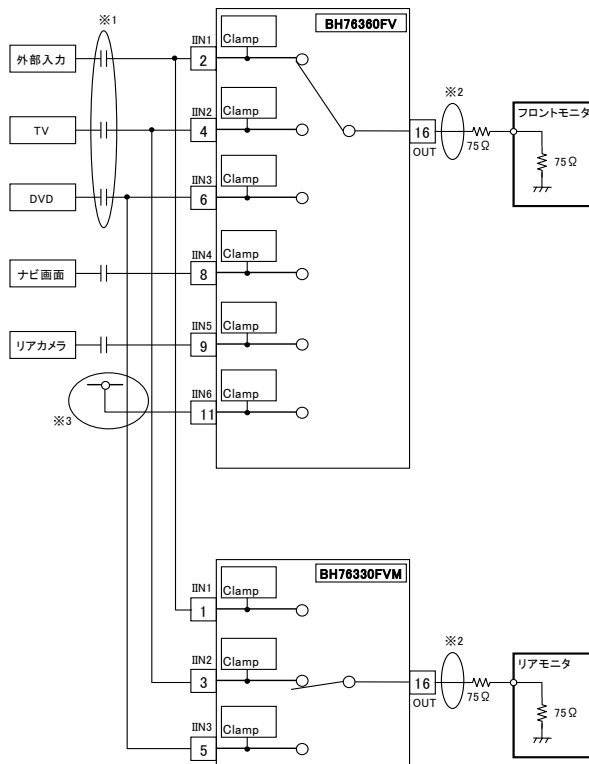 ※1
BH76360FV
外部入力
IIN1
2
Clamp
TV
IIN2
4
Clamp
DVD
IIN3
6
Clamp
ナビ画面
IIN4
8
Clamp
リアカメラ
IIN5
9
Clamp
※3
IIN6
11
Clamp
16
OUT
※2
75Ω
フロントモニタ
75Ω
BH76330FVM
IIN1
1
Clamp
IIN2
3
Clamp
IIN3
5
Clamp
16
OUT
※2
75Ω
リアモニタ
75Ω